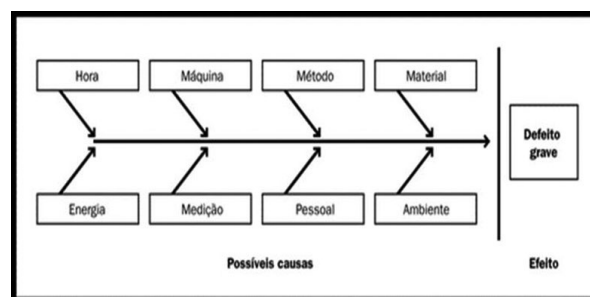 Hora Máquina Método Material
Defeito
grave
Energia Medição Pessoal Ambiente
Possíveis causas Efeito